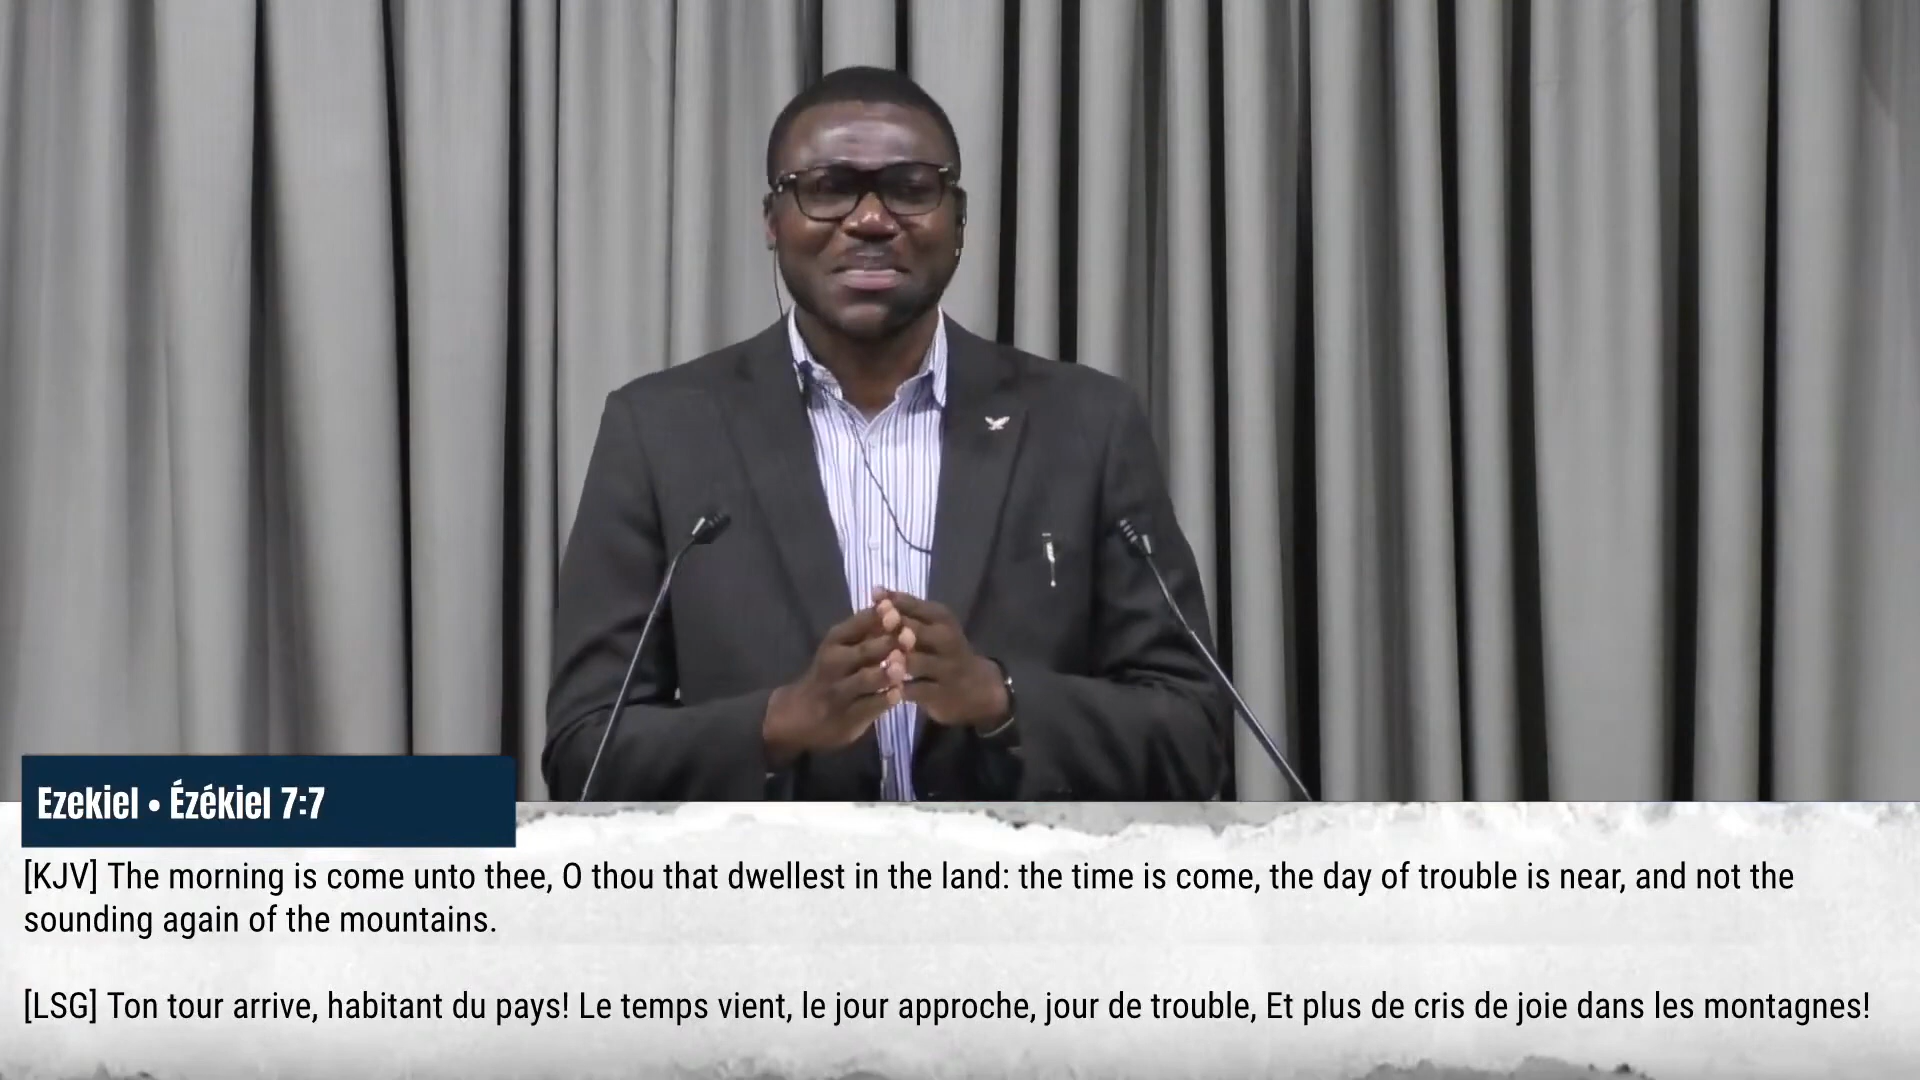 Ezekiel • Ézékiel 7:7
[KJV] The morning is come unto thee, O thou that dwellest in the land: the time is come, the day of trouble is near, and not the
sounding again of the mountains.
[LSG] Ton tour arrive, habitant du pays! Le temps vient, le jour approche, jour de trouble, Et plus de cris de joie dans les montagnes!